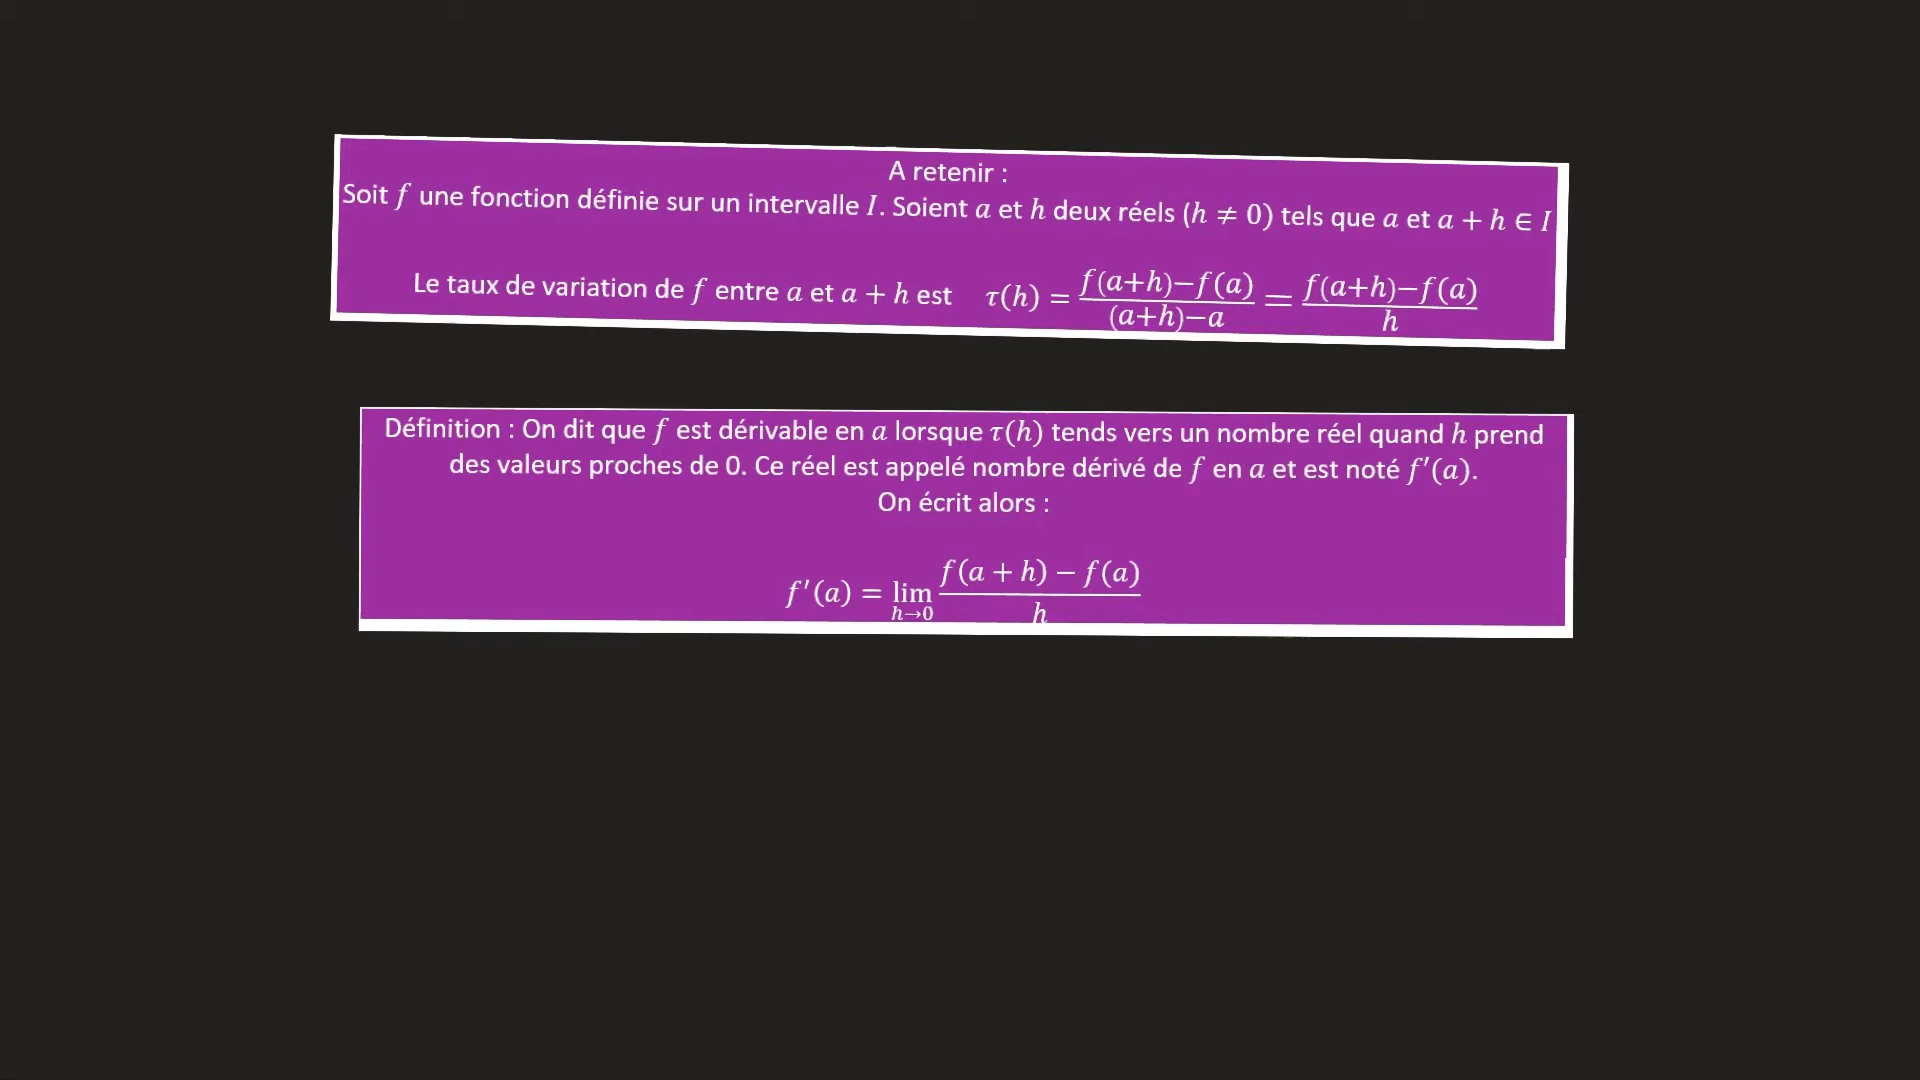 A retenir :
Soit f une fonction définie sur un intervalle I. Soient a et h deux réels (h ≠ 0) tels que a et a + h ∈ I
Le taux de variation de f entre a et a + h est τ(h) = (f(a+h)−f(a))/((a+h)−a) = (f(a+h)−f(a))/h
Définition : On dit que f est dérivable en a lorsque τ(h) tends vers un nombre réel quand h prend
des valeurs proches de 0. Ce réel est appelé nombre dérivé de f en a et est noté f′(a).
On écrit alors :
f′(a) = lim h→0 (f(a + h) − f(a))/h